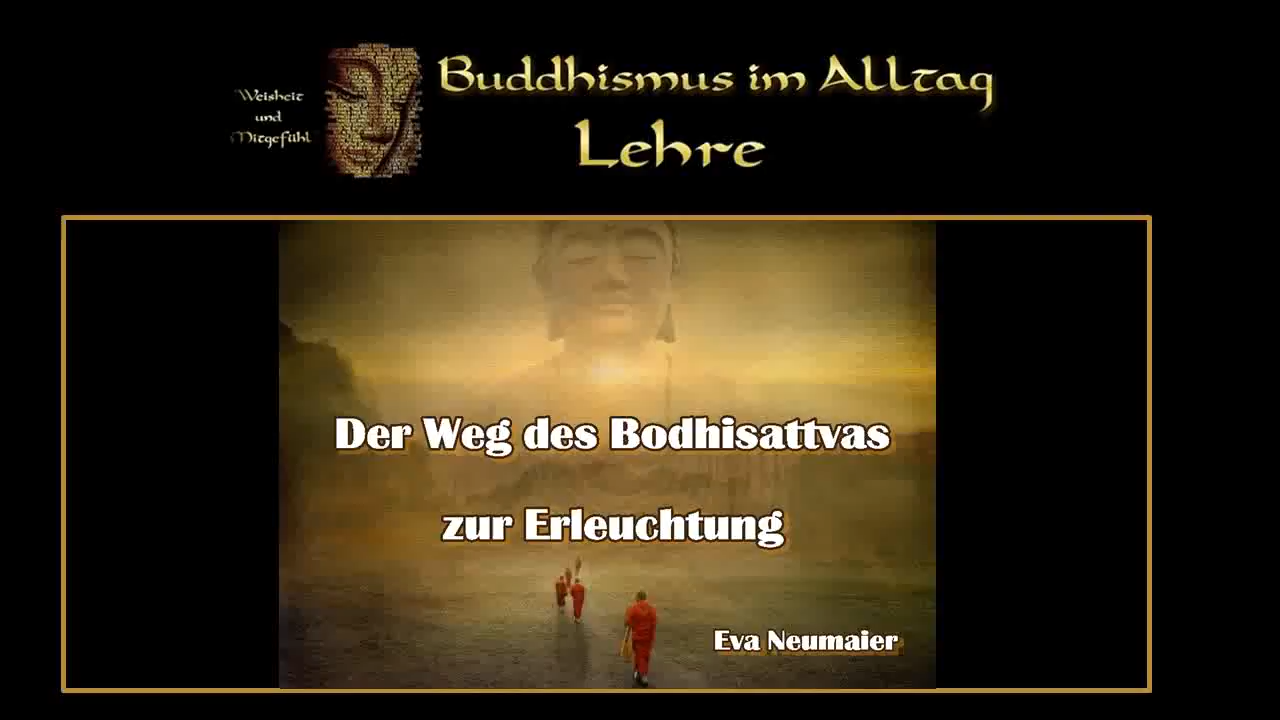 Weisheit
und
Mitgefühl
Buddhismus im Alltag
Lehre
Der Weg des Bodhisattvas
zur Erleuchtung
Eva Neumaier